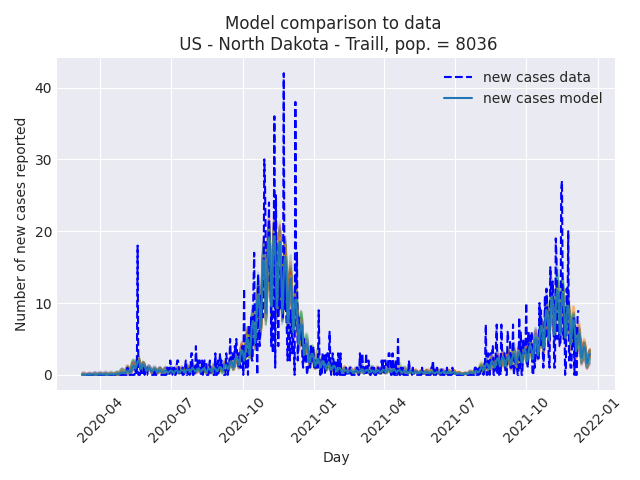 Model comparison to data
US - North Dakota - Traill, pop. = 8036
new cases data
new cases model
Number of new cases reported
40
30
20
10
0
2020-04
2020-07
2020-10
2021-01
2021-04
2021-07
2021-10
2022-01
Day